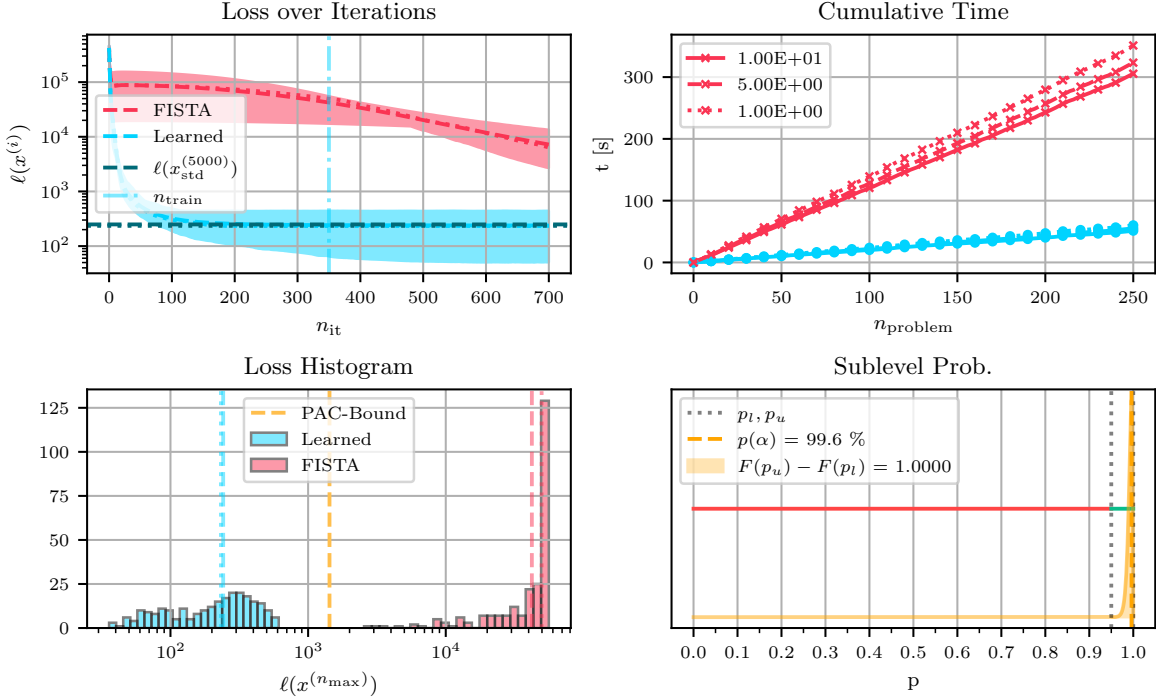 Loss over Iterations
ℓ(x^(i))
10^5
10^4
10^3
10^2
FISTA
Learned
ℓ(x_std^(5000))
n_train
0 100 200 300 400 500 600 700
n_it
Cumulative Time
t [s]
300
200
100
0
1.00E+01
5.00E+00
1.00E+00
0 50 100 150 200 250
n_problem
Loss Histogram
125
100
75
50
25
0
PAC-Bound
Learned
FISTA
10^2 10^3 10^4
ℓ(x^(n_max))
Sublevel Prob.
p_l, p_u
p(α) = 99.6 %
F(p_u) − F(p_l) = 1.0000
0.0 0.1 0.2 0.3 0.4 0.5 0.6 0.7 0.8 0.9 1.0
p